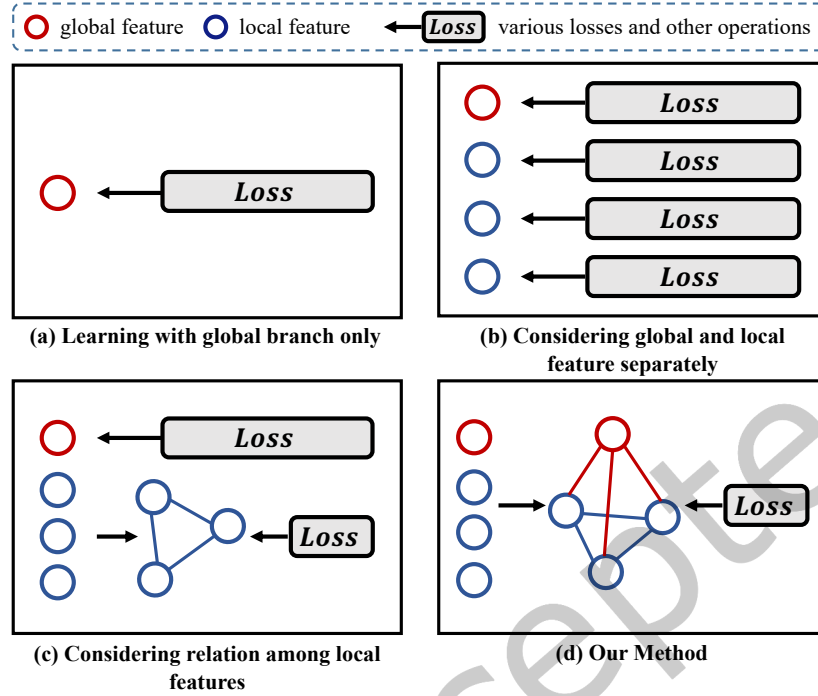 global feature local feature Loss various losses and other operations
Loss
(a) Learning with global branch only
Loss
Loss
Loss
Loss
(b) Considering global and local
feature separately
Loss
Loss
(c) Considering relation among local
features
Loss
(d) Our Method
cepte